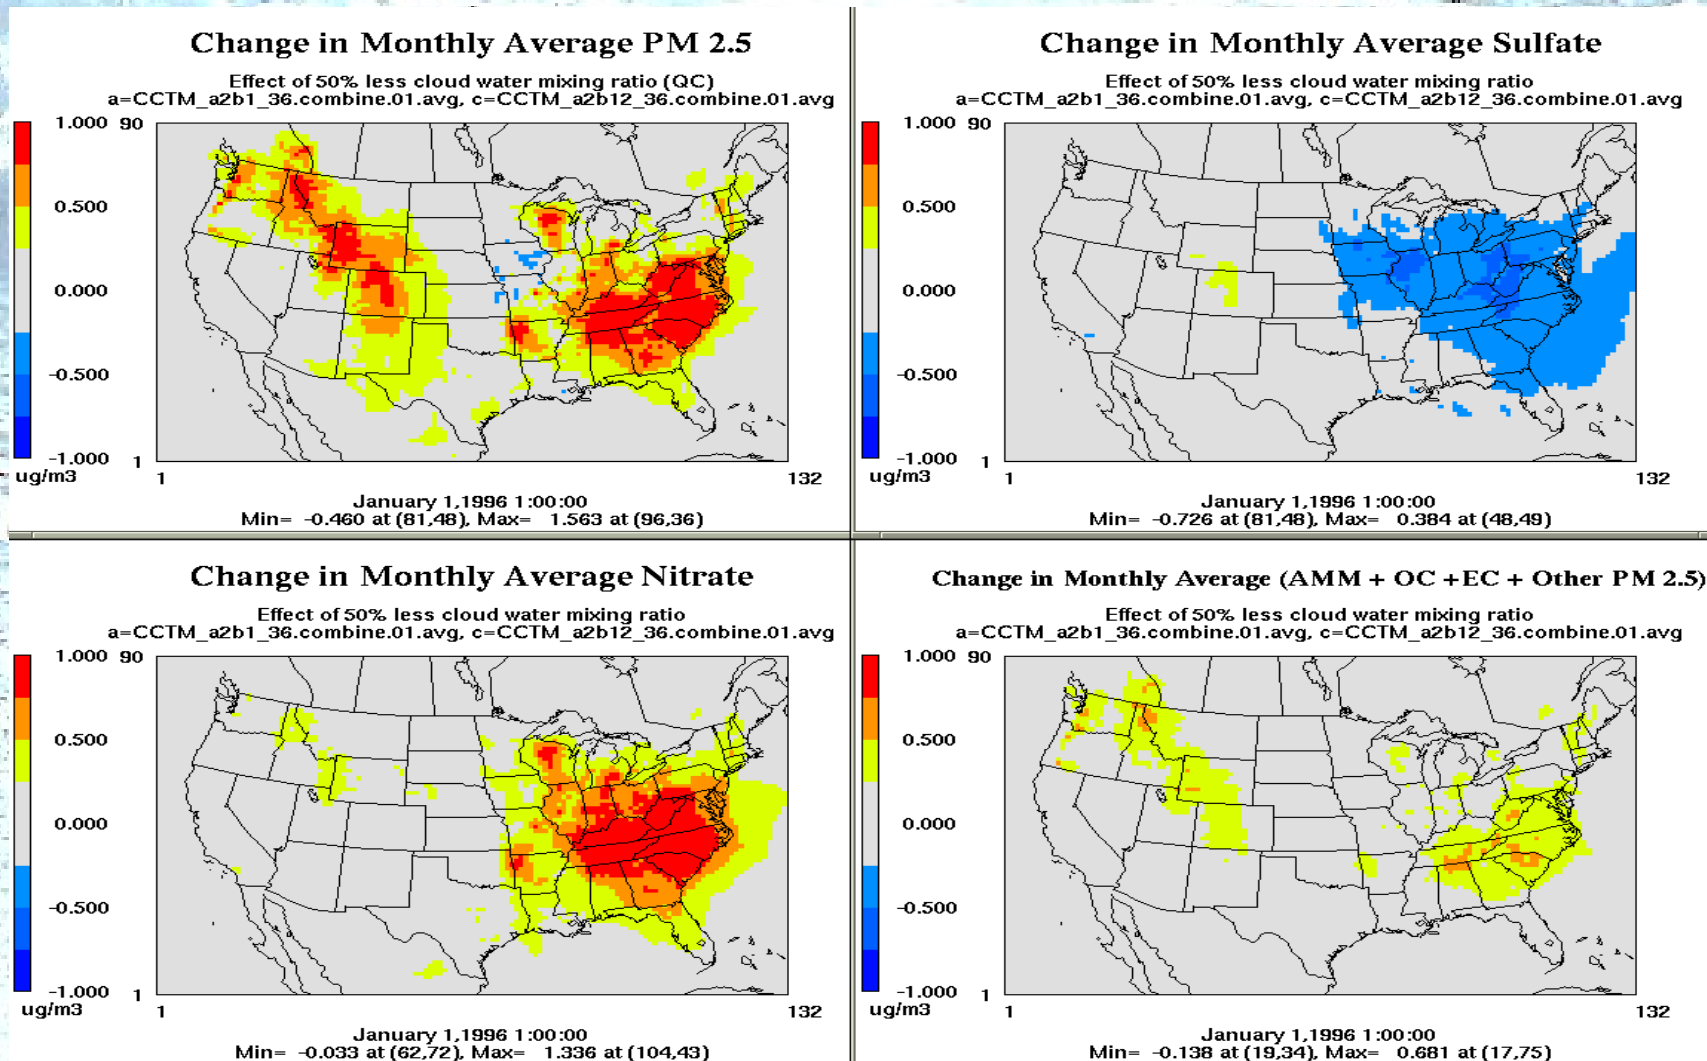 Change in Monthly Average PM 2.5
Effect of 50% less cloud water mixing ratio (QC)
a=CCTM_a2b1_36.combine.01.avg, c=CCTM_a2b12_36.combine.01.avg
1.000
0.500
0.000
-0.500
-1.000
ug/m3
90
1
1
132
January 1,1996 1:00:00
Min= -0.460 at (81,48), Max= 1.563 at (96,36)
Change in Monthly Average Sulfate
Effect of 50% less cloud water mixing ratio
a=CCTM_a2b1_36.combine.01.avg, c=CCTM_a2b12_36.combine.01.avg
1.000
0.500
0.000
-0.500
-1.000
ug/m3
90
1
1
132
January 1,1996 1:00:00
Min= -0.726 at (81,48), Max= 0.384 at (48,49)
Change in Monthly Average Nitrate
Effect of 50% less cloud water mixing ratio
a=CCTM_a2b1_36.combine.01.avg, c=CCTM_a2b12_36.combine.01.avg
1.000
0.500
0.000
-0.500
-1.000
ug/m3
90
1
1
132
January 1,1996 1:00:00
Min= -0.033 at (62,72), Max= 1.336 at (104,43)
Change in Monthly Average (AMM + OC +EC + Other PM 2.5)
Effect of 50% less cloud water mixing ratio
a=CCTM_a2b1_36.combine.01.avg, c=CCTM_a2b12_36.combine.01.avg
1.000
0.500
0.000
-0.500
-1.000
ug/m3
90
1
1
132
January 1,1996 1:00:00
Min= -0.138 at (19,34), Max= 0.681 at (17,75)